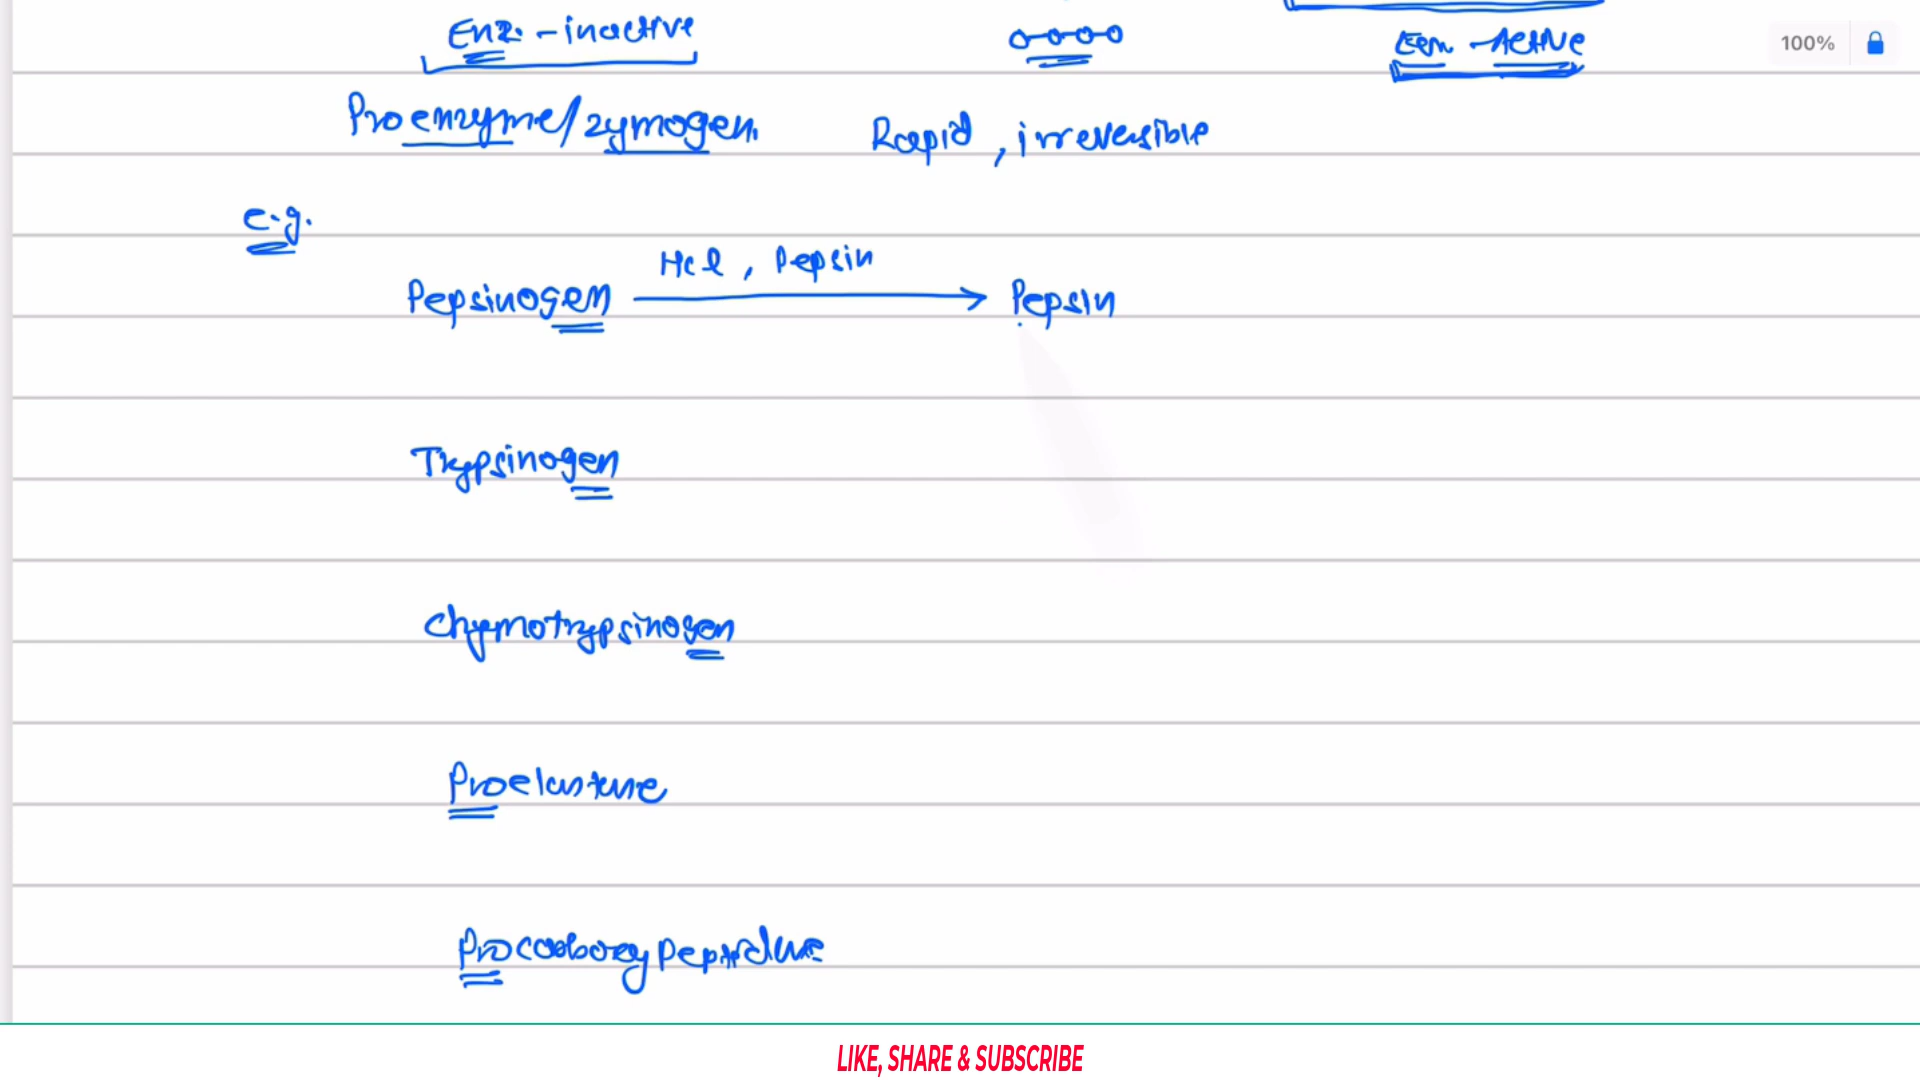 Enz. - inactive
Enz - Active
100%
Proenzyme/zymogen.
Rapid, irreversible
e.g.
HCl, Pepsin
Pepsinogen → Pepsin
Trypsinogen
Chymotrypsinogen
Proelastase
Procarboxypeptidase
LIKE, SHARE & SUBSCRIBE